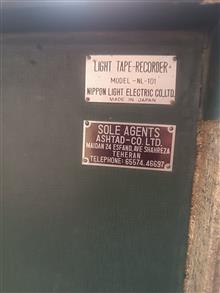 "LIGHT TAPE-RECORDER"
MODEL-NL-101
NIPPON LIGHT ELECTRIC CO.,LTD.
MADE IN JAPAN
SOLE AGENTS
ASHTAD-CO. LTD.
MAIDAN 24 ESFAND, AVE SHAHREZA
TEHERAN
TELEPHONE: 65574.46697